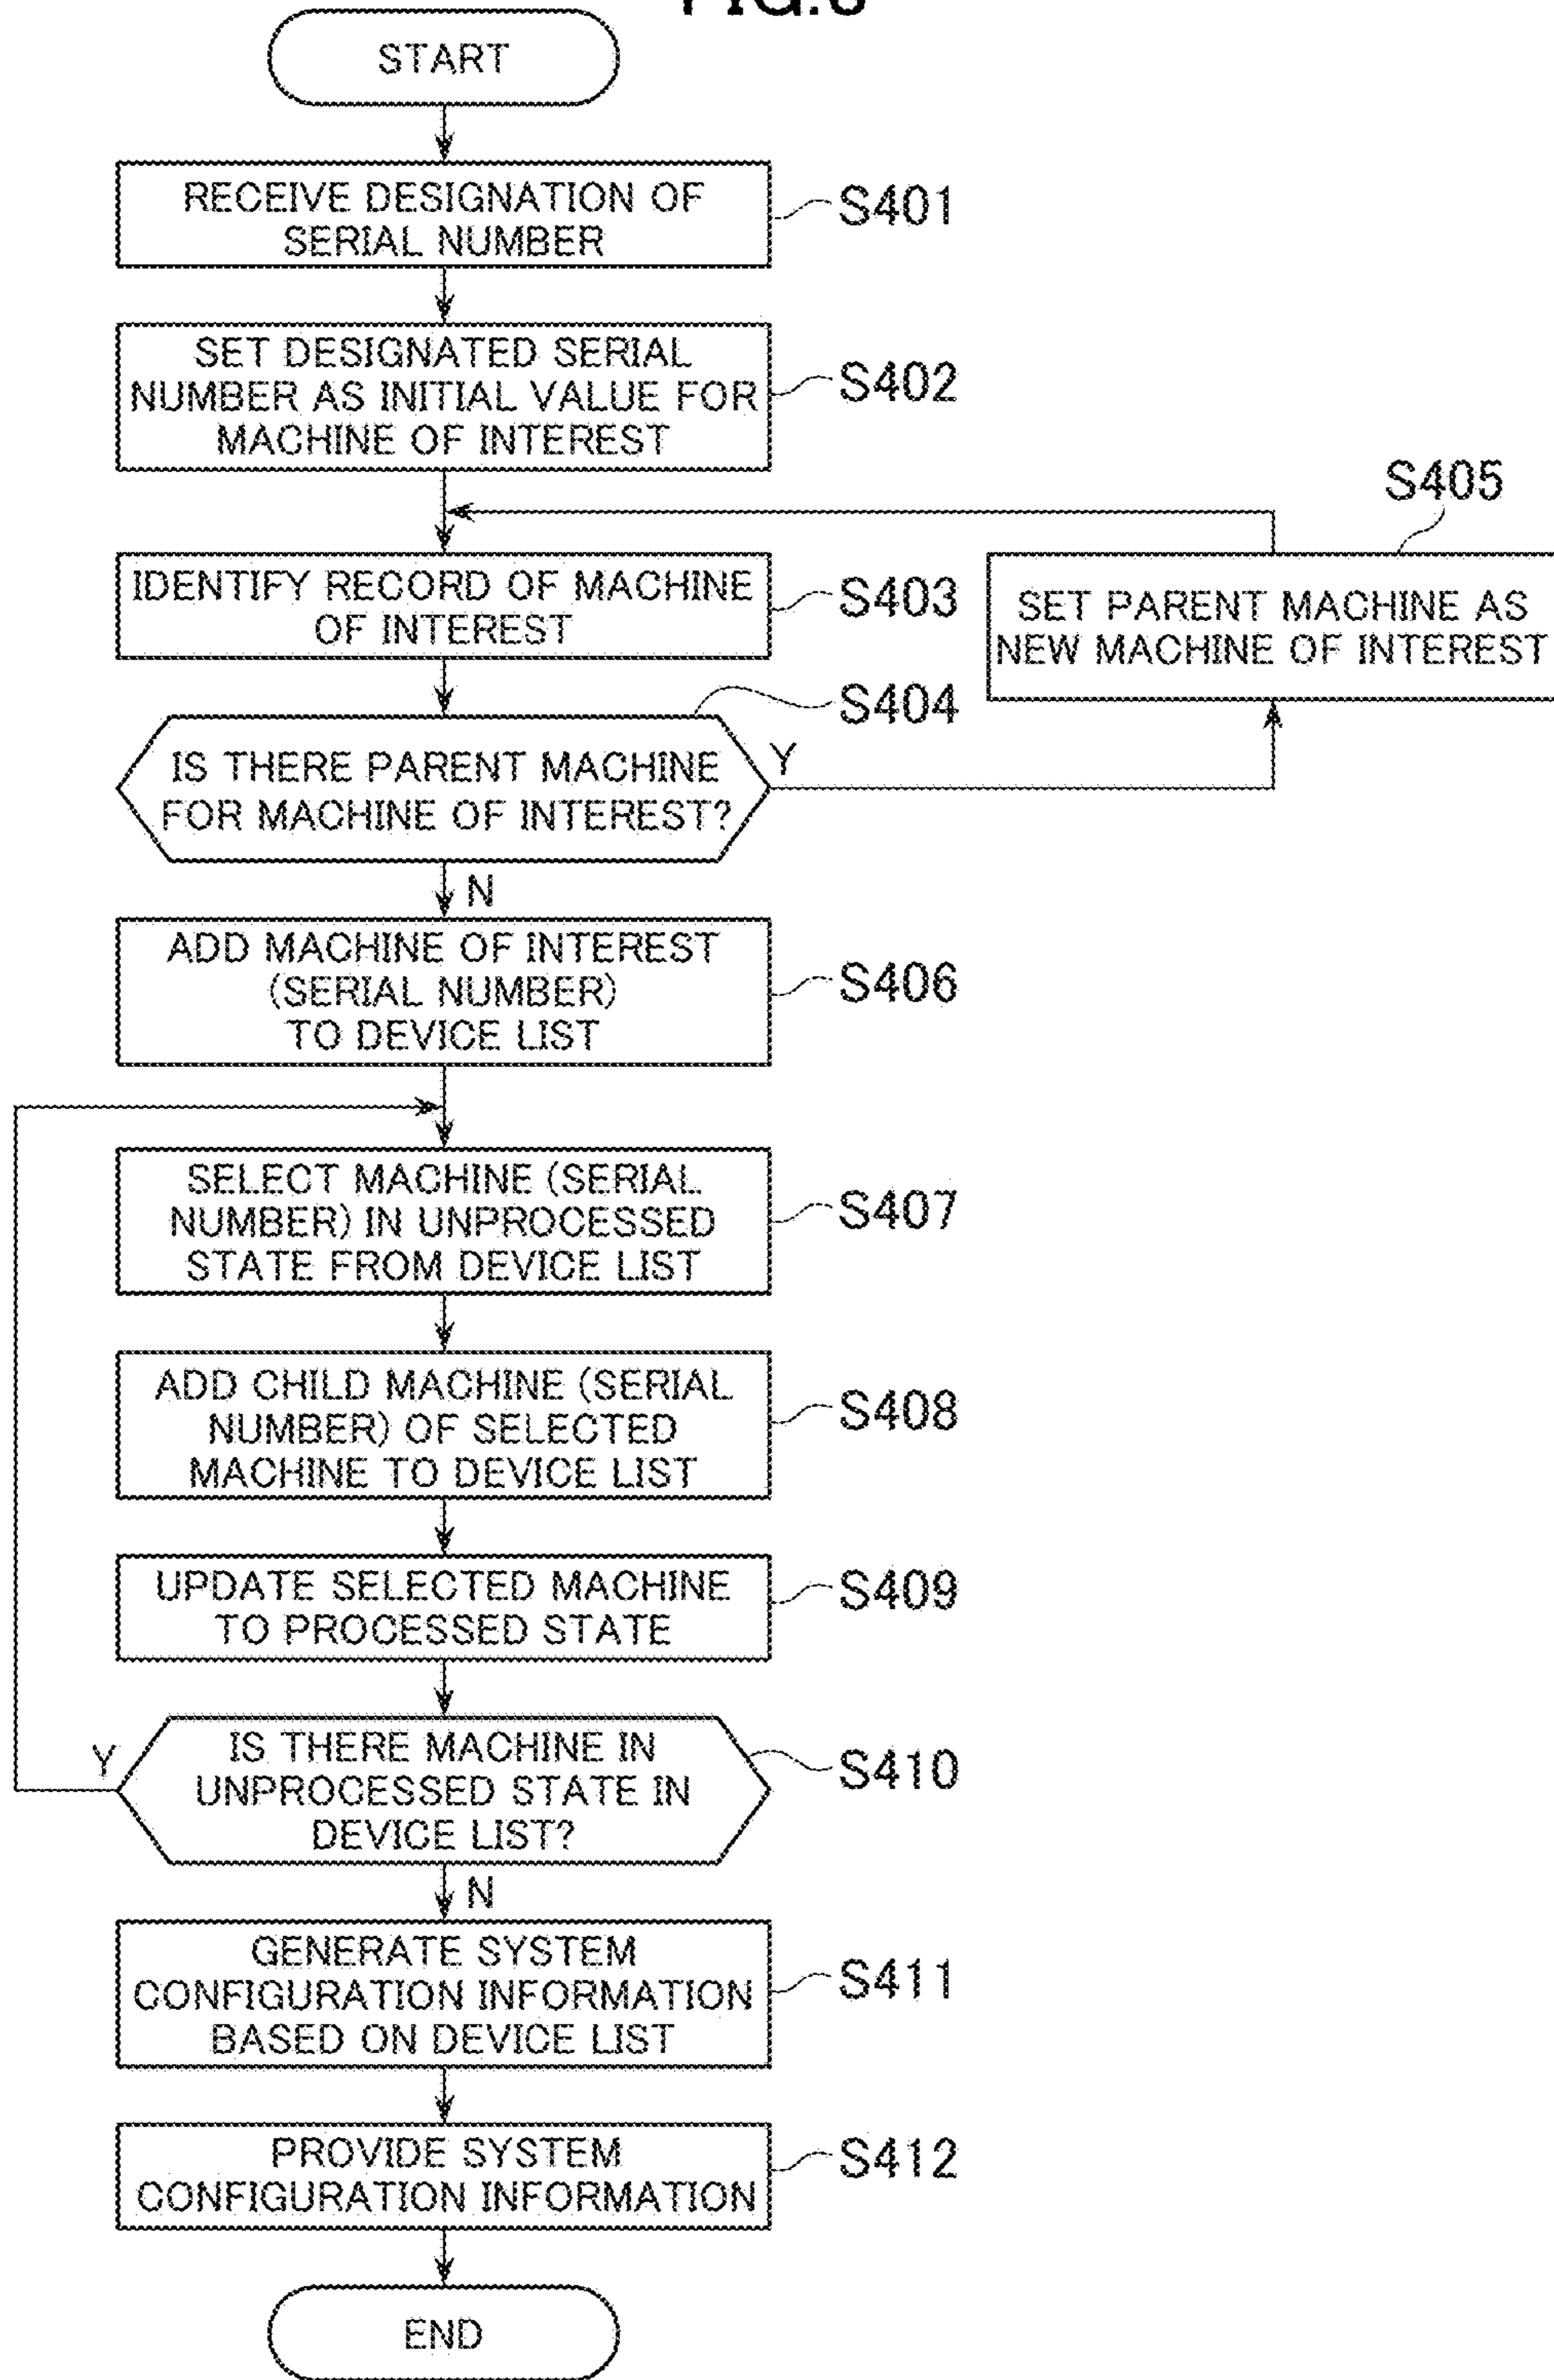 START
RECEIVE DESIGNATION OF
SERIAL NUMBER
S401
SET DESIGNATED SERIAL
NUMBER AS INITIAL VALUE FOR
MACHINE OF INTEREST
S402
S405
SET PARENT MACHINE AS
NEW MACHINE OF INTEREST
IDENTIFY RECORD OF MACHINE
OF INTEREST
S403
S404
IS THERE PARENT MACHINE
FOR MACHINE OF INTEREST?
Y
N
ADD MACHINE OF INTEREST
(SERIAL NUMBER)
TO DEVICE LIST
S406
SELECT MACHINE (SERIAL
NUMBER) IN UNPROCESSED
STATE FROM DEVICE LIST
S407
ADD CHILD MACHINE (SERIAL
NUMBER) OF SELECTED
MACHINE TO DEVICE LIST
S408
UPDATE SELECTED MACHINE
TO PROCESSED STATE
S409
Y
IS THERE MACHINE IN
UNPROCESSED STATE IN
DEVICE LIST?
S410
N
GENERATE SYSTEM
CONFIGURATION INFORMATION
BASED ON DEVICE LIST
S411
PROVIDE SYSTEM
CONFIGURATION INFORMATION
S412
END